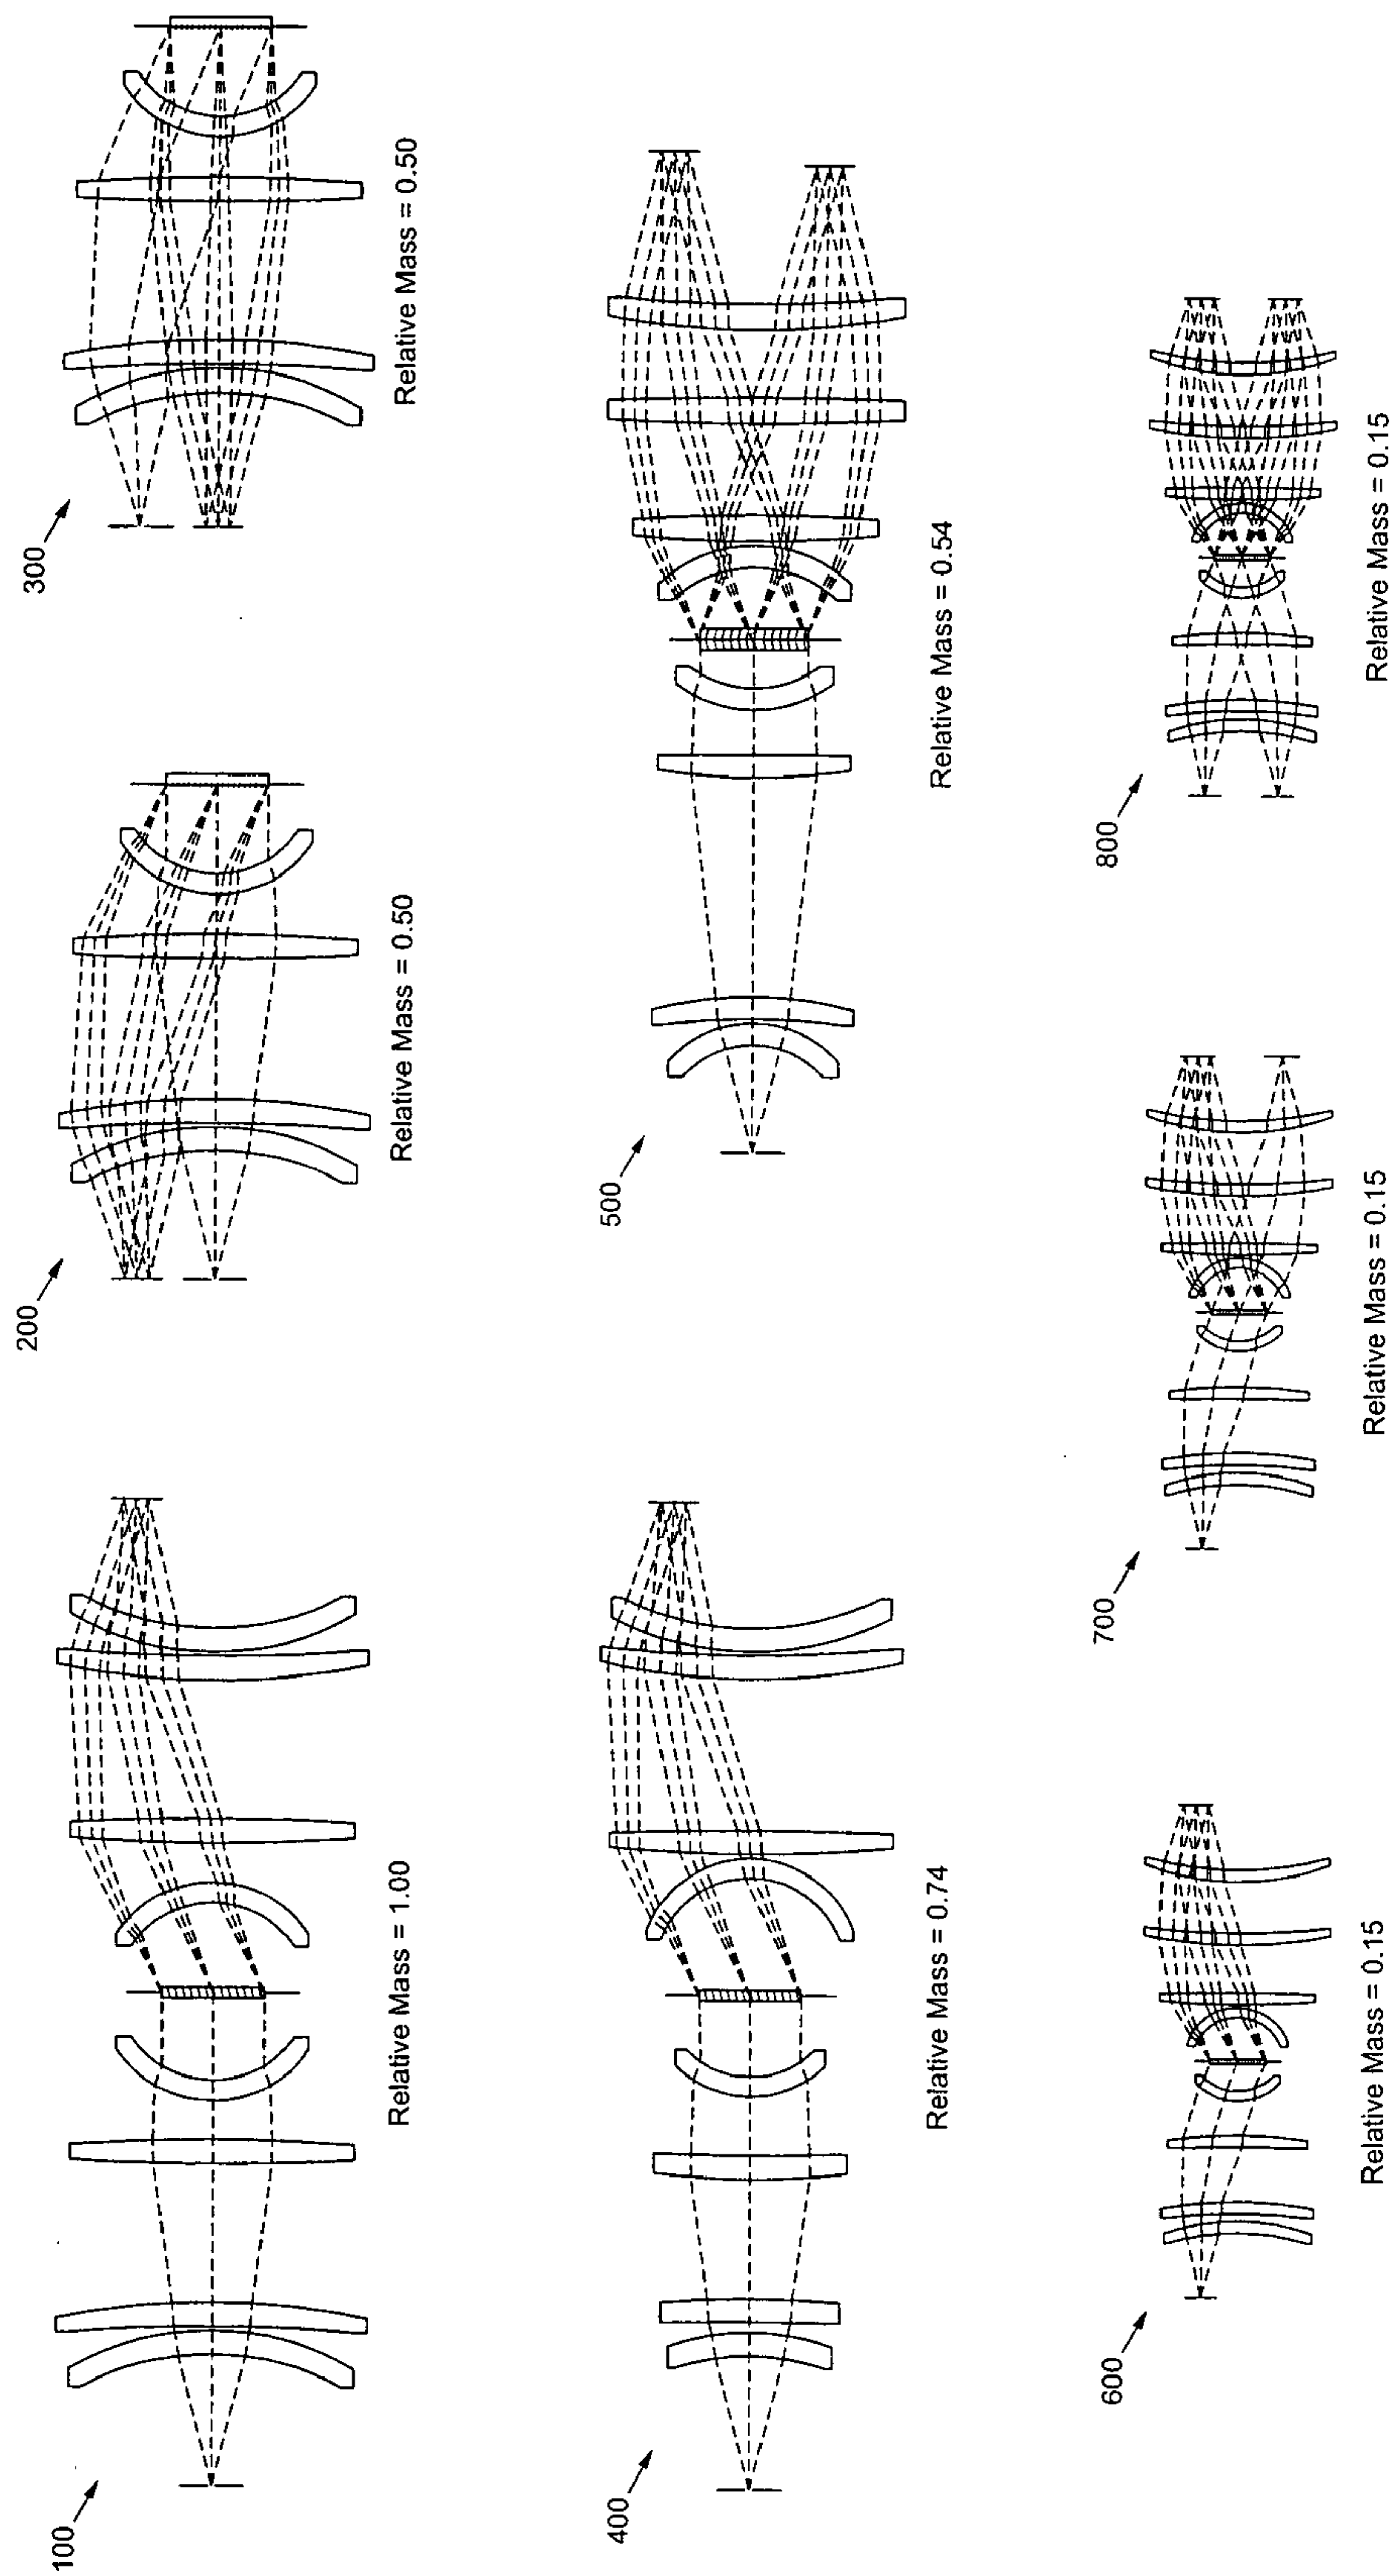 100
Relative Mass = 1.00
200
Relative Mass = 0.50
300
Relative Mass = 0.50
400
Relative Mass = 0.74
500
Relative Mass = 0.54
600
Relative Mass = 0.15
700
Relative Mass = 0.15
800
Relative Mass = 0.15